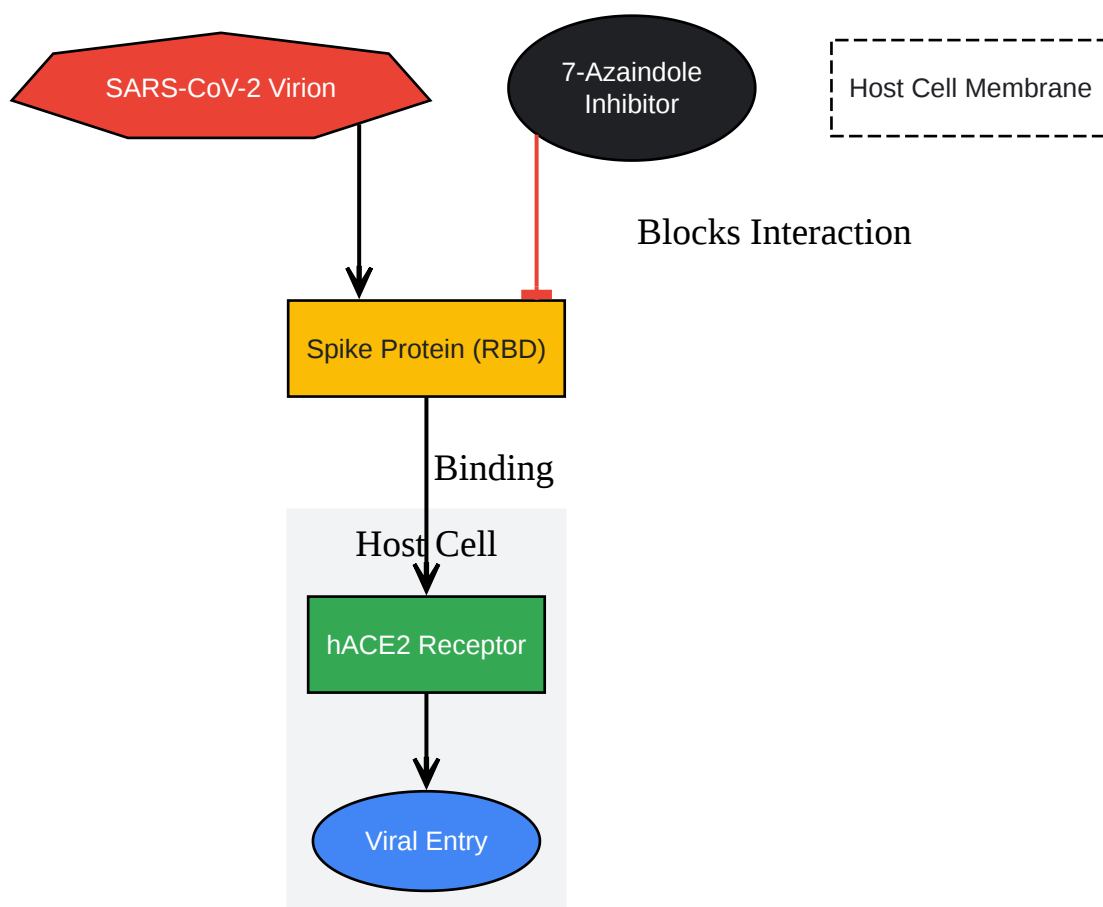 SARS-CoV-2 Virion
7-Azaindole
Inhibitor
Host Cell Membrane
Blocks Interaction
Spike Protein (RBD)
Binding
Host Cell
hACE2 Receptor
Viral Entry